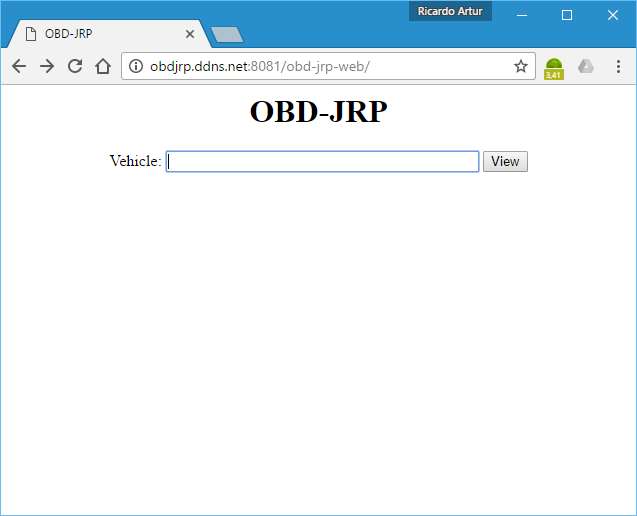 Ricardo Artur
OBD-JRP
obdjrp.ddns.net:8081/obd-jrp-web/
3,41
OBD-JRP
Vehicle: View